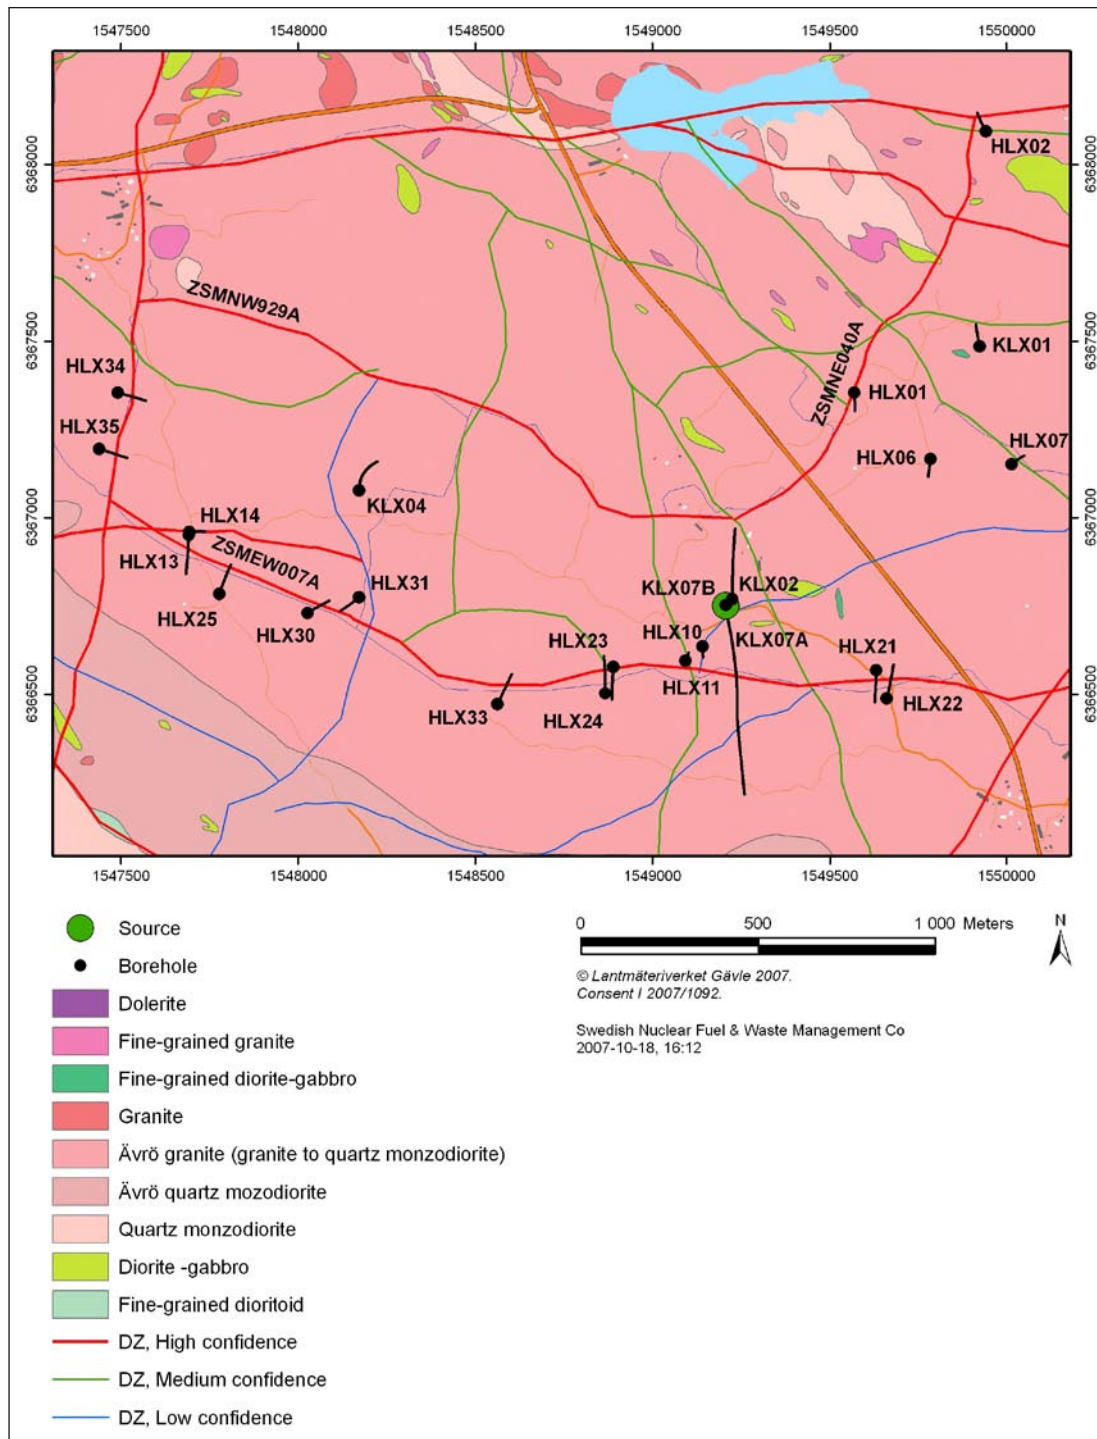 1547500 1548000 1548500 1549000 1549500 1550000
6368000 6368000
HLX02
ZSMNW929A
6367500 6367500
KLX01
ZSMNE040A
HLX34
HLX01
HLX35
HLX07
HLX06
KLX04
6367000 6367000
HLX14
HLX13
ZSMEW007A
HLX31
HLX25
HLX30
KLX07B
KLX02
HLX10
KLX07A
HLX23
HLX21
HLX11
6366500 6366500
HLX33
HLX24
HLX22
1547500 1548000 1548500 1549000 1549500 1550000
Source
Borehole
Dolerite
Fine-grained granite
Fine-grained diorite-gabbro
Granite
Ävrö granite (granite to quartz monzodiorite)
Ävrö quartz mozodiorite
Quartz monzodiorite
Diorite -gabbro
Fine-grained dioritoid
DZ, High confidence
DZ, Medium confidence
DZ, Low confidence
0 500 1 000 Meters
N
© Lantmäteriverket Gävle 2007.
Consent I 2007/1092.
Swedish Nuclear Fuel & Waste Management Co
2007-10-18, 16:12